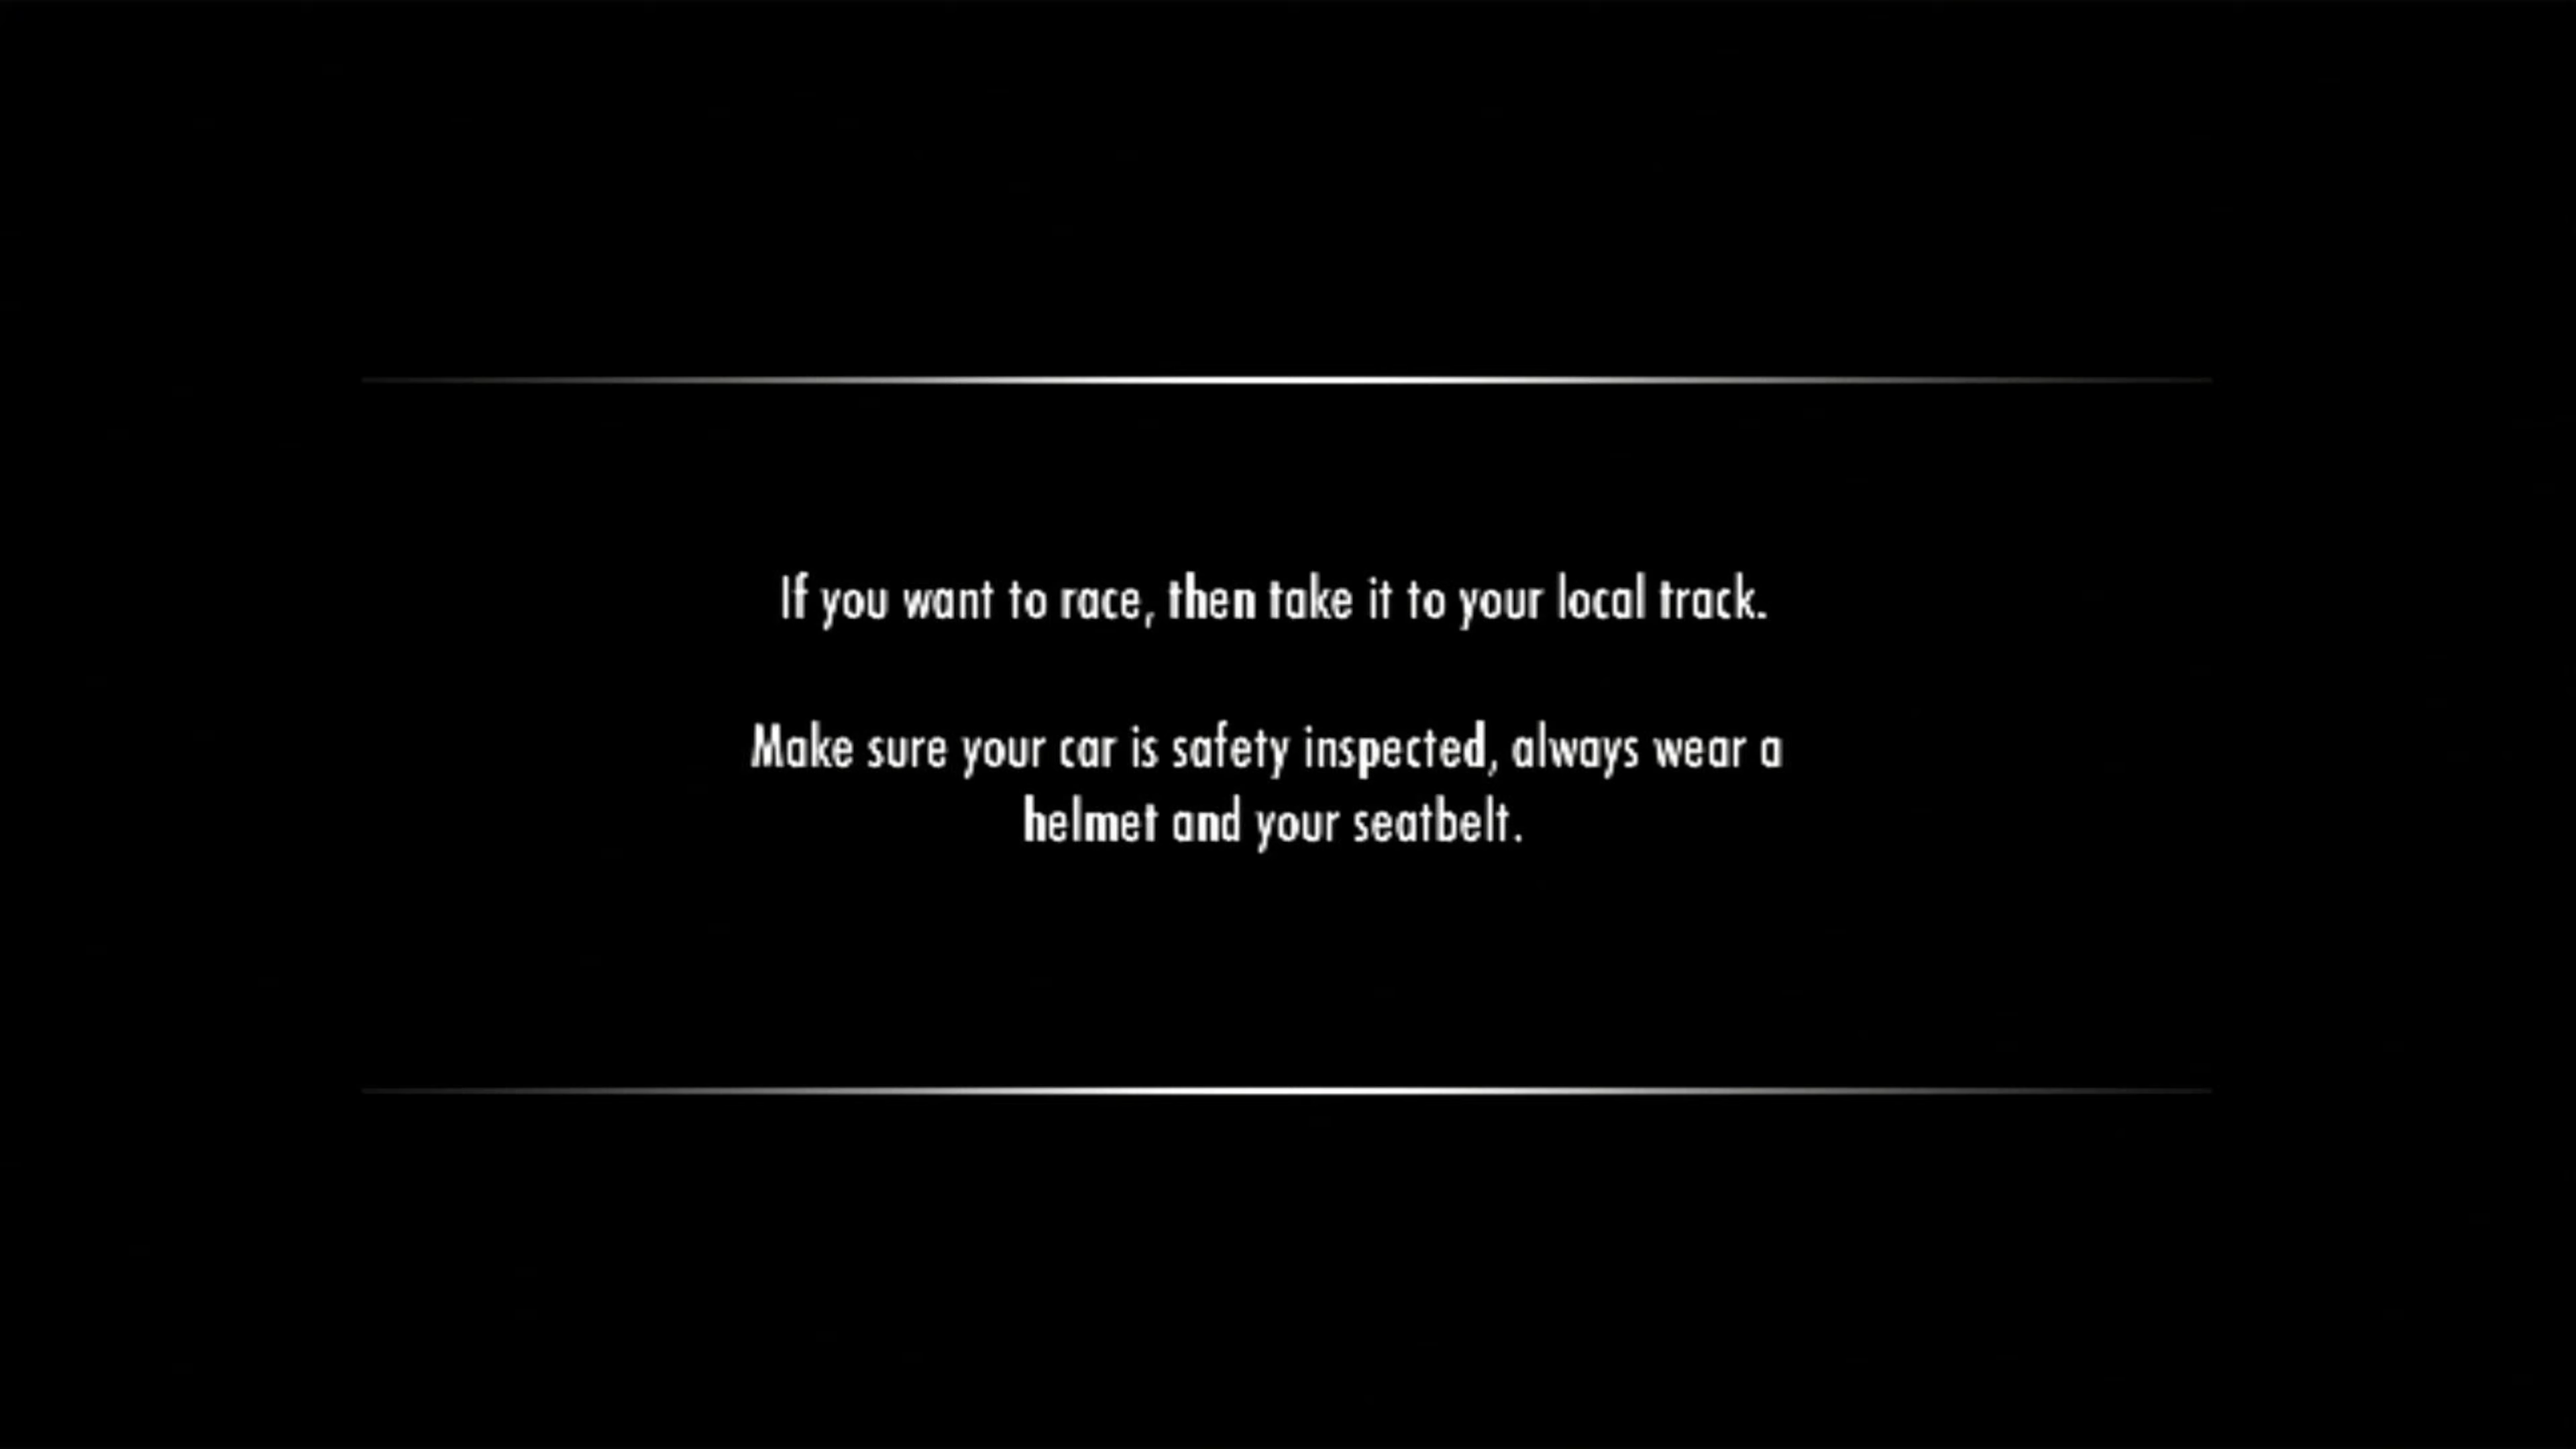 If you want to race, then take it to your local track.
Make sure your car is safety inspected, always wear a
helmet and your seatbelt.